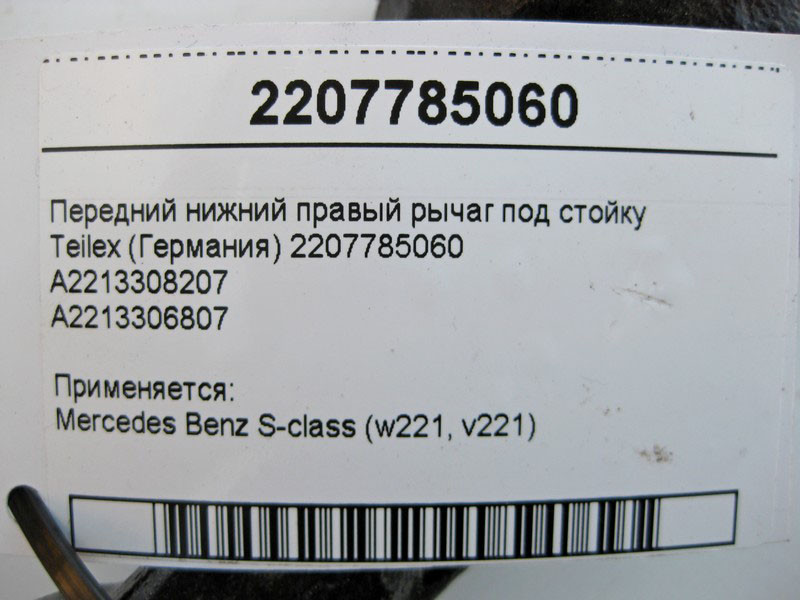 2207785060
Передний нижний правый рычаг под стойку
Teilex (Германия) 2207785060
A2213308207
A2213306807
Применяется:
Mercedes Benz S-class (w221, v221)